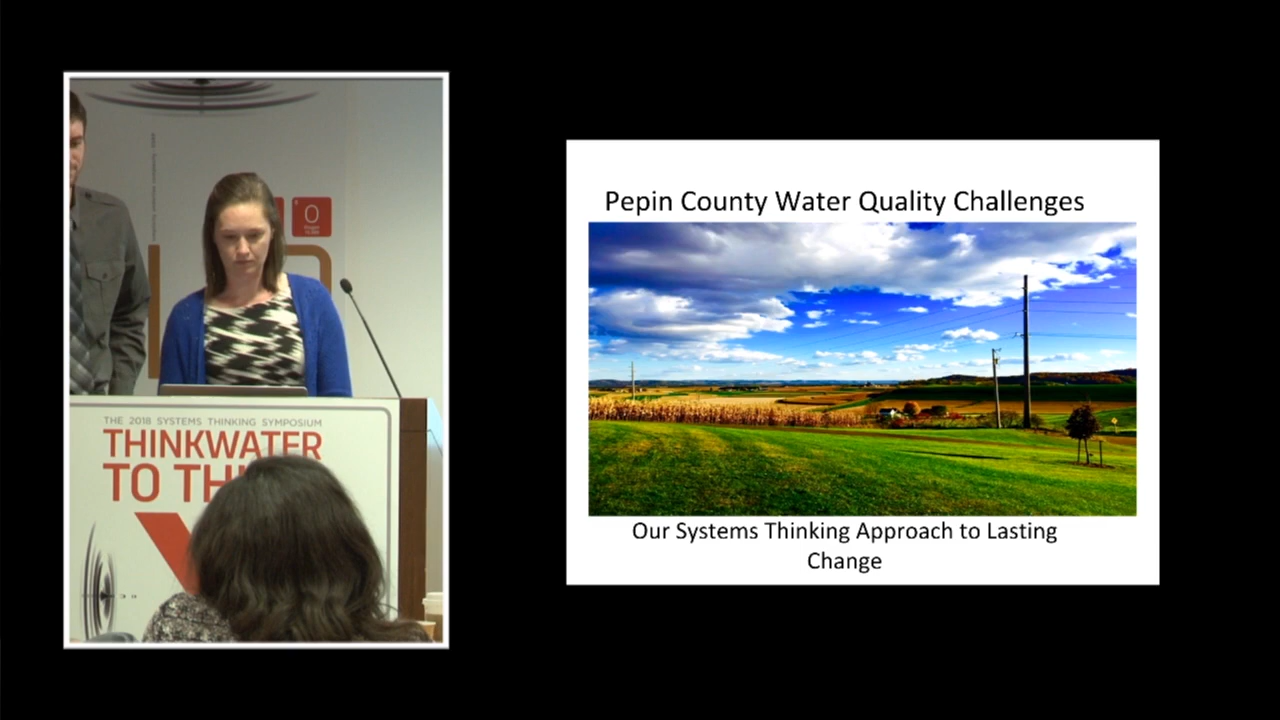 O
THE 2018 SYSTEMS THINKING SYMPOSIUM
THINKWATER
TO TH
Pepin County Water Quality Challenges
Our Systems Thinking Approach to Lasting
Change